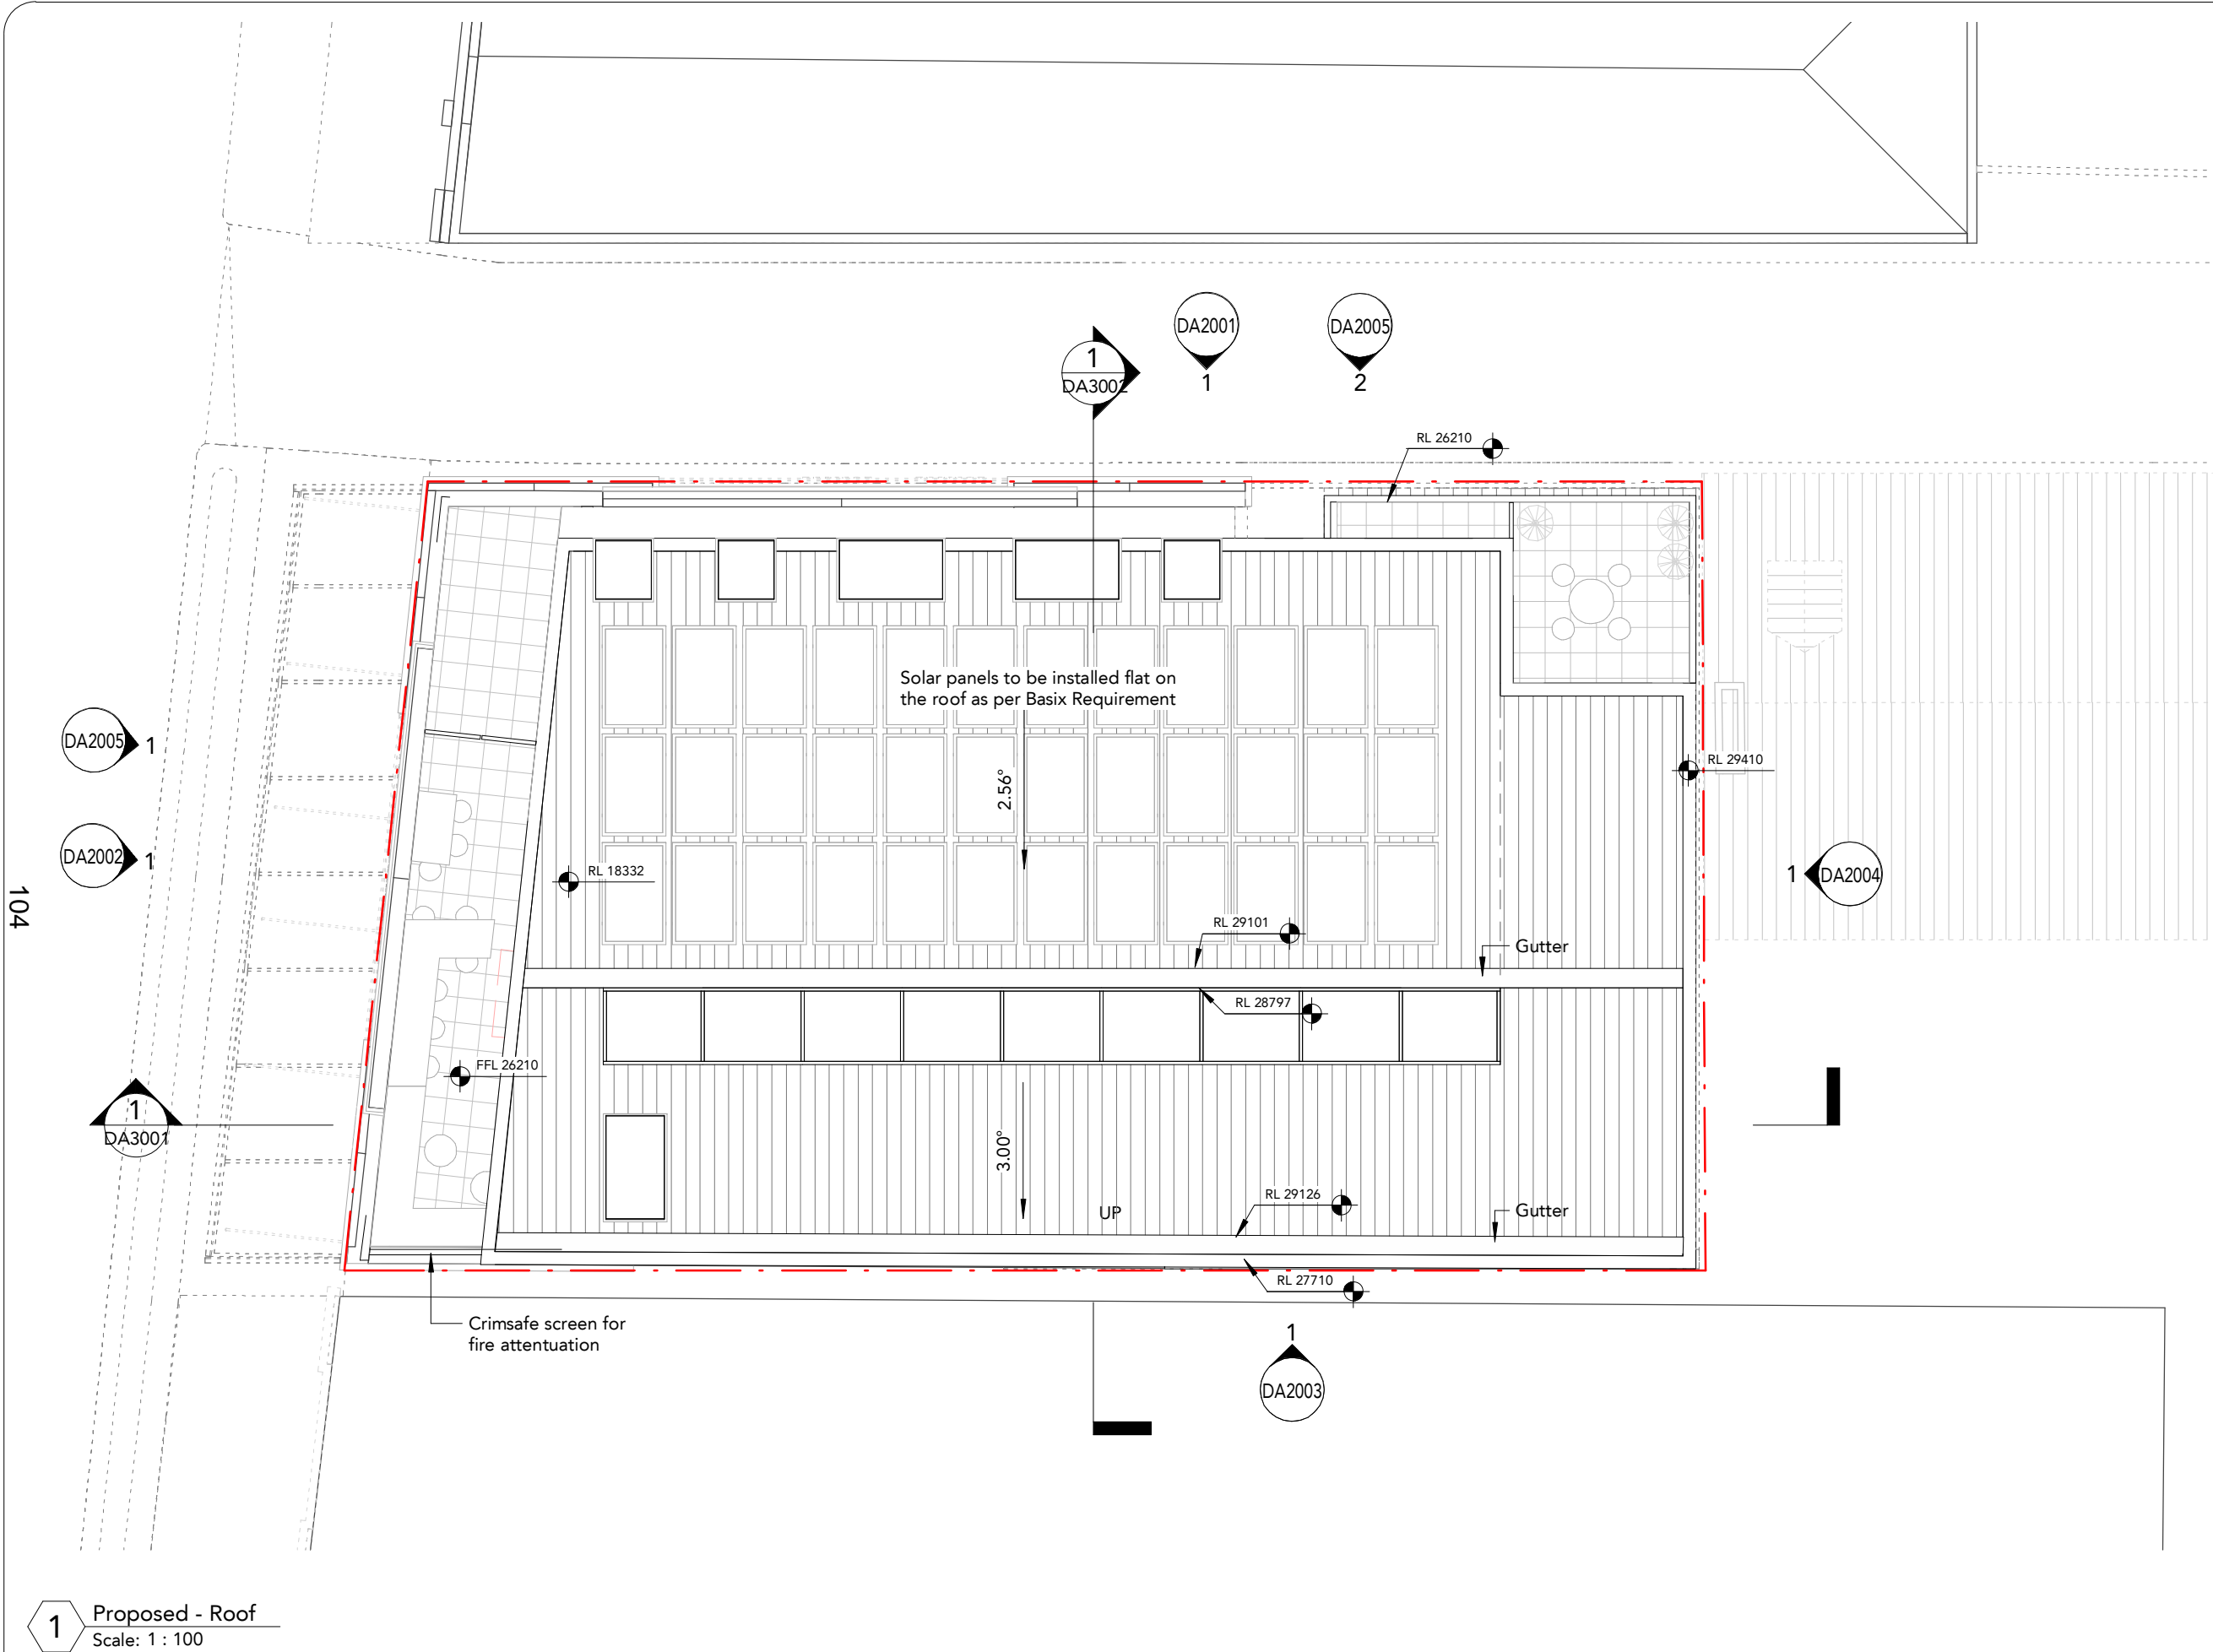 DA2001
1
DA2005
2
1
DA3002
RL 26210
Solar panels to be installed flat on
the roof as per Basix Requirement
DA2005
1
2.56°
RL 29410
DA2002
1
RL 18332
1
DA2004
104
RL 29101
Gutter
RL 28797
FFL 26210
1
DA3001
3.00°
RL 29126
UP
Gutter
RL 27710
Crimsafe screen for
fire attentuation
1
DA2003
1
Proposed - Roof
Scale: 1 : 100